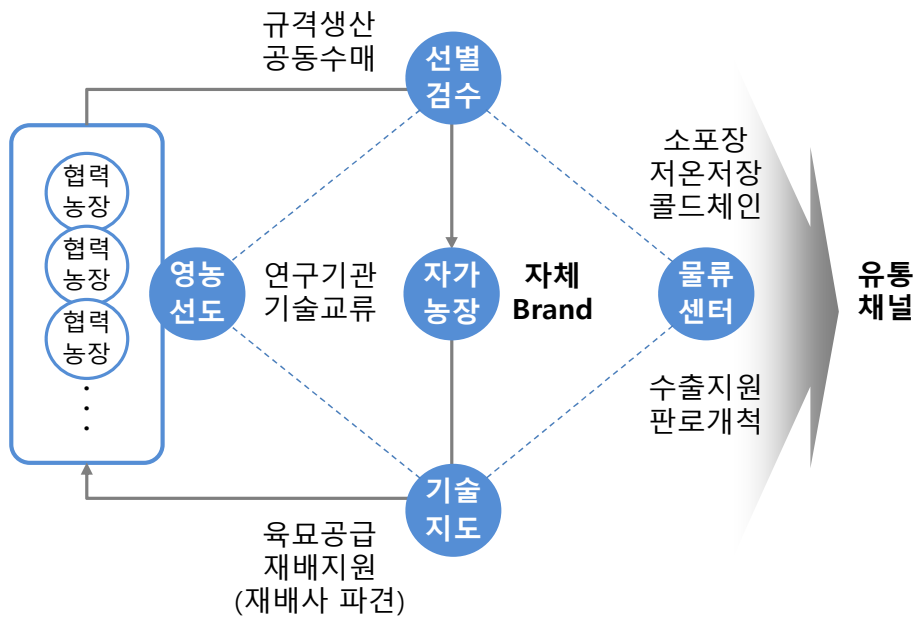 규격생산
공동수매
선별
검수
협력
농장
협력
농장
협력
농장
영농
선도
연구기관
기술교류
자가
농장
자체
Brand
소포장
저온저장
콜드체인
물류
센터
유통
채널
수출지원
판로개척
기술
지도
육묘공급
재배지원
(재배사 파견)